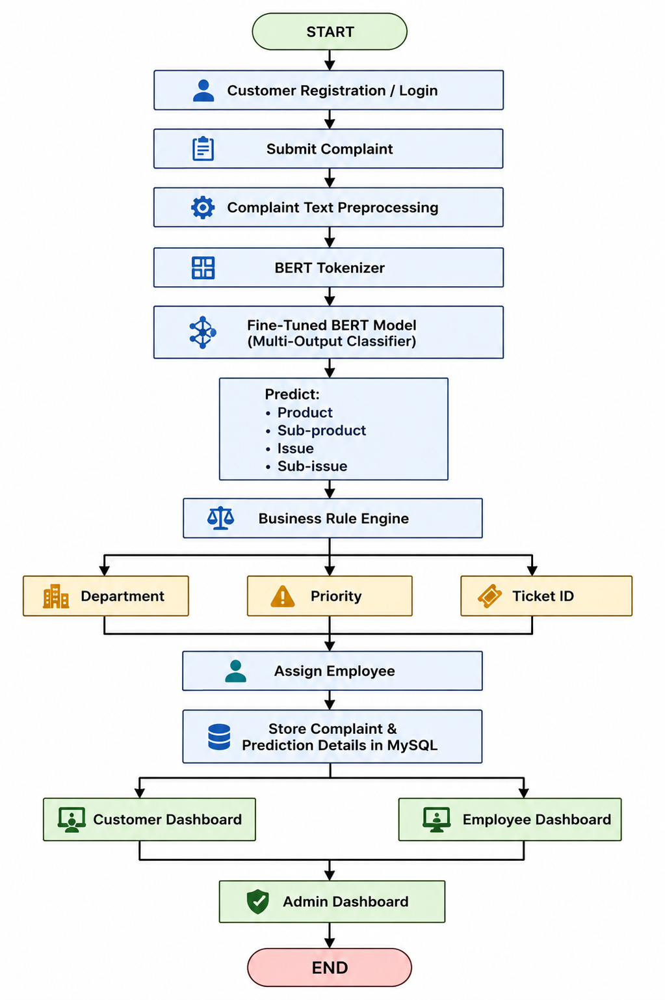 START
Customer Registration / Login
Submit Complaint
Complaint Text Preprocessing
BERT Tokenizer
Fine-Tuned BERT Model
(Multi-Output Classifier)
Predict:
• Product
• Sub-product
• Issue
• Sub-issue
Business Rule Engine
Department
Priority
Ticket ID
Assign Employee
Store Complaint &
Prediction Details in MySQL
Customer Dashboard
Employee Dashboard
Admin Dashboard
END